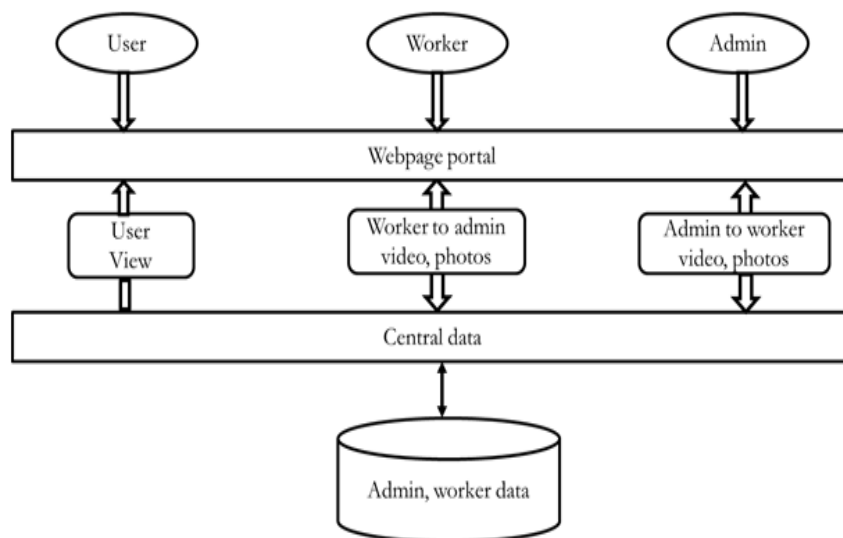 User
Worker
Admin
Webpage portal
User
View
Worker to admin
video, photos
Admin to worker
video, photos
Central data
Admin, worker data